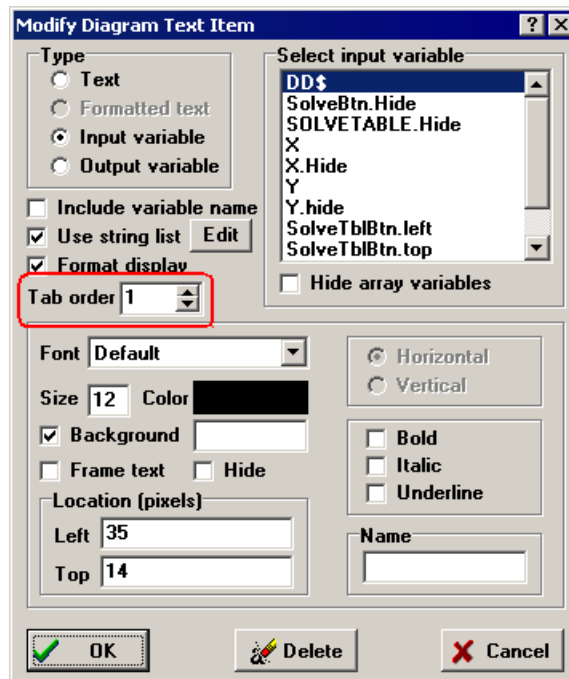 Modify Diagram Text Item
Type
Text
Formatted text
Input variable
Output variable
Select input variable
DD$
SolveBtn.Hide
SOLVETABLE.Hide
X
X.Hide
Y
Y.hide
SolveTblBtn.left
SolveTblBtn.top
Include variable name
Use string list Edit
Format display
Hide array variables
Tab order 1
Font Default
Size 12 Color
Background
Frame text Hide
Location (pixels)
Left 35
Top 14
Horizontal
Vertical
Bold
Italic
Underline
Name
OK Delete Cancel